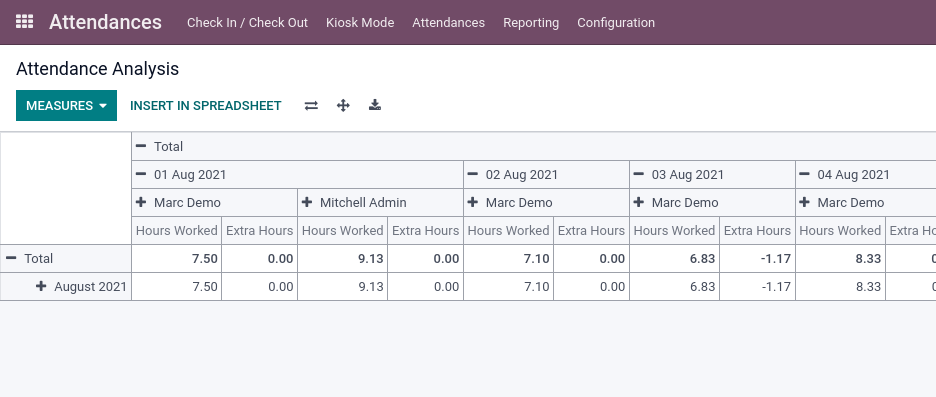 Attendances Check In / Check Out Kiosk Mode Attendances Reporting Configuration
Attendance Analysis
MEASURES INSERT IN SPREADSHEET
Total
01 Aug 2021 02 Aug 2021 03 Aug 2021 04 Aug 2021
Marc Demo Mitchell Admin Marc Demo Marc Demo Marc Demo
Hours Worked Extra Hours Hours Worked Extra Hours Hours Worked Extra Hours Hours Worked Extra Hours Hours Worked Extra Ho
Total 7.50 0.00 9.13 0.00 7.10 0.00 6.83 -1.17 8.33
August 2021 7.50 0.00 9.13 0.00 7.10 0.00 6.83 -1.17 8.33